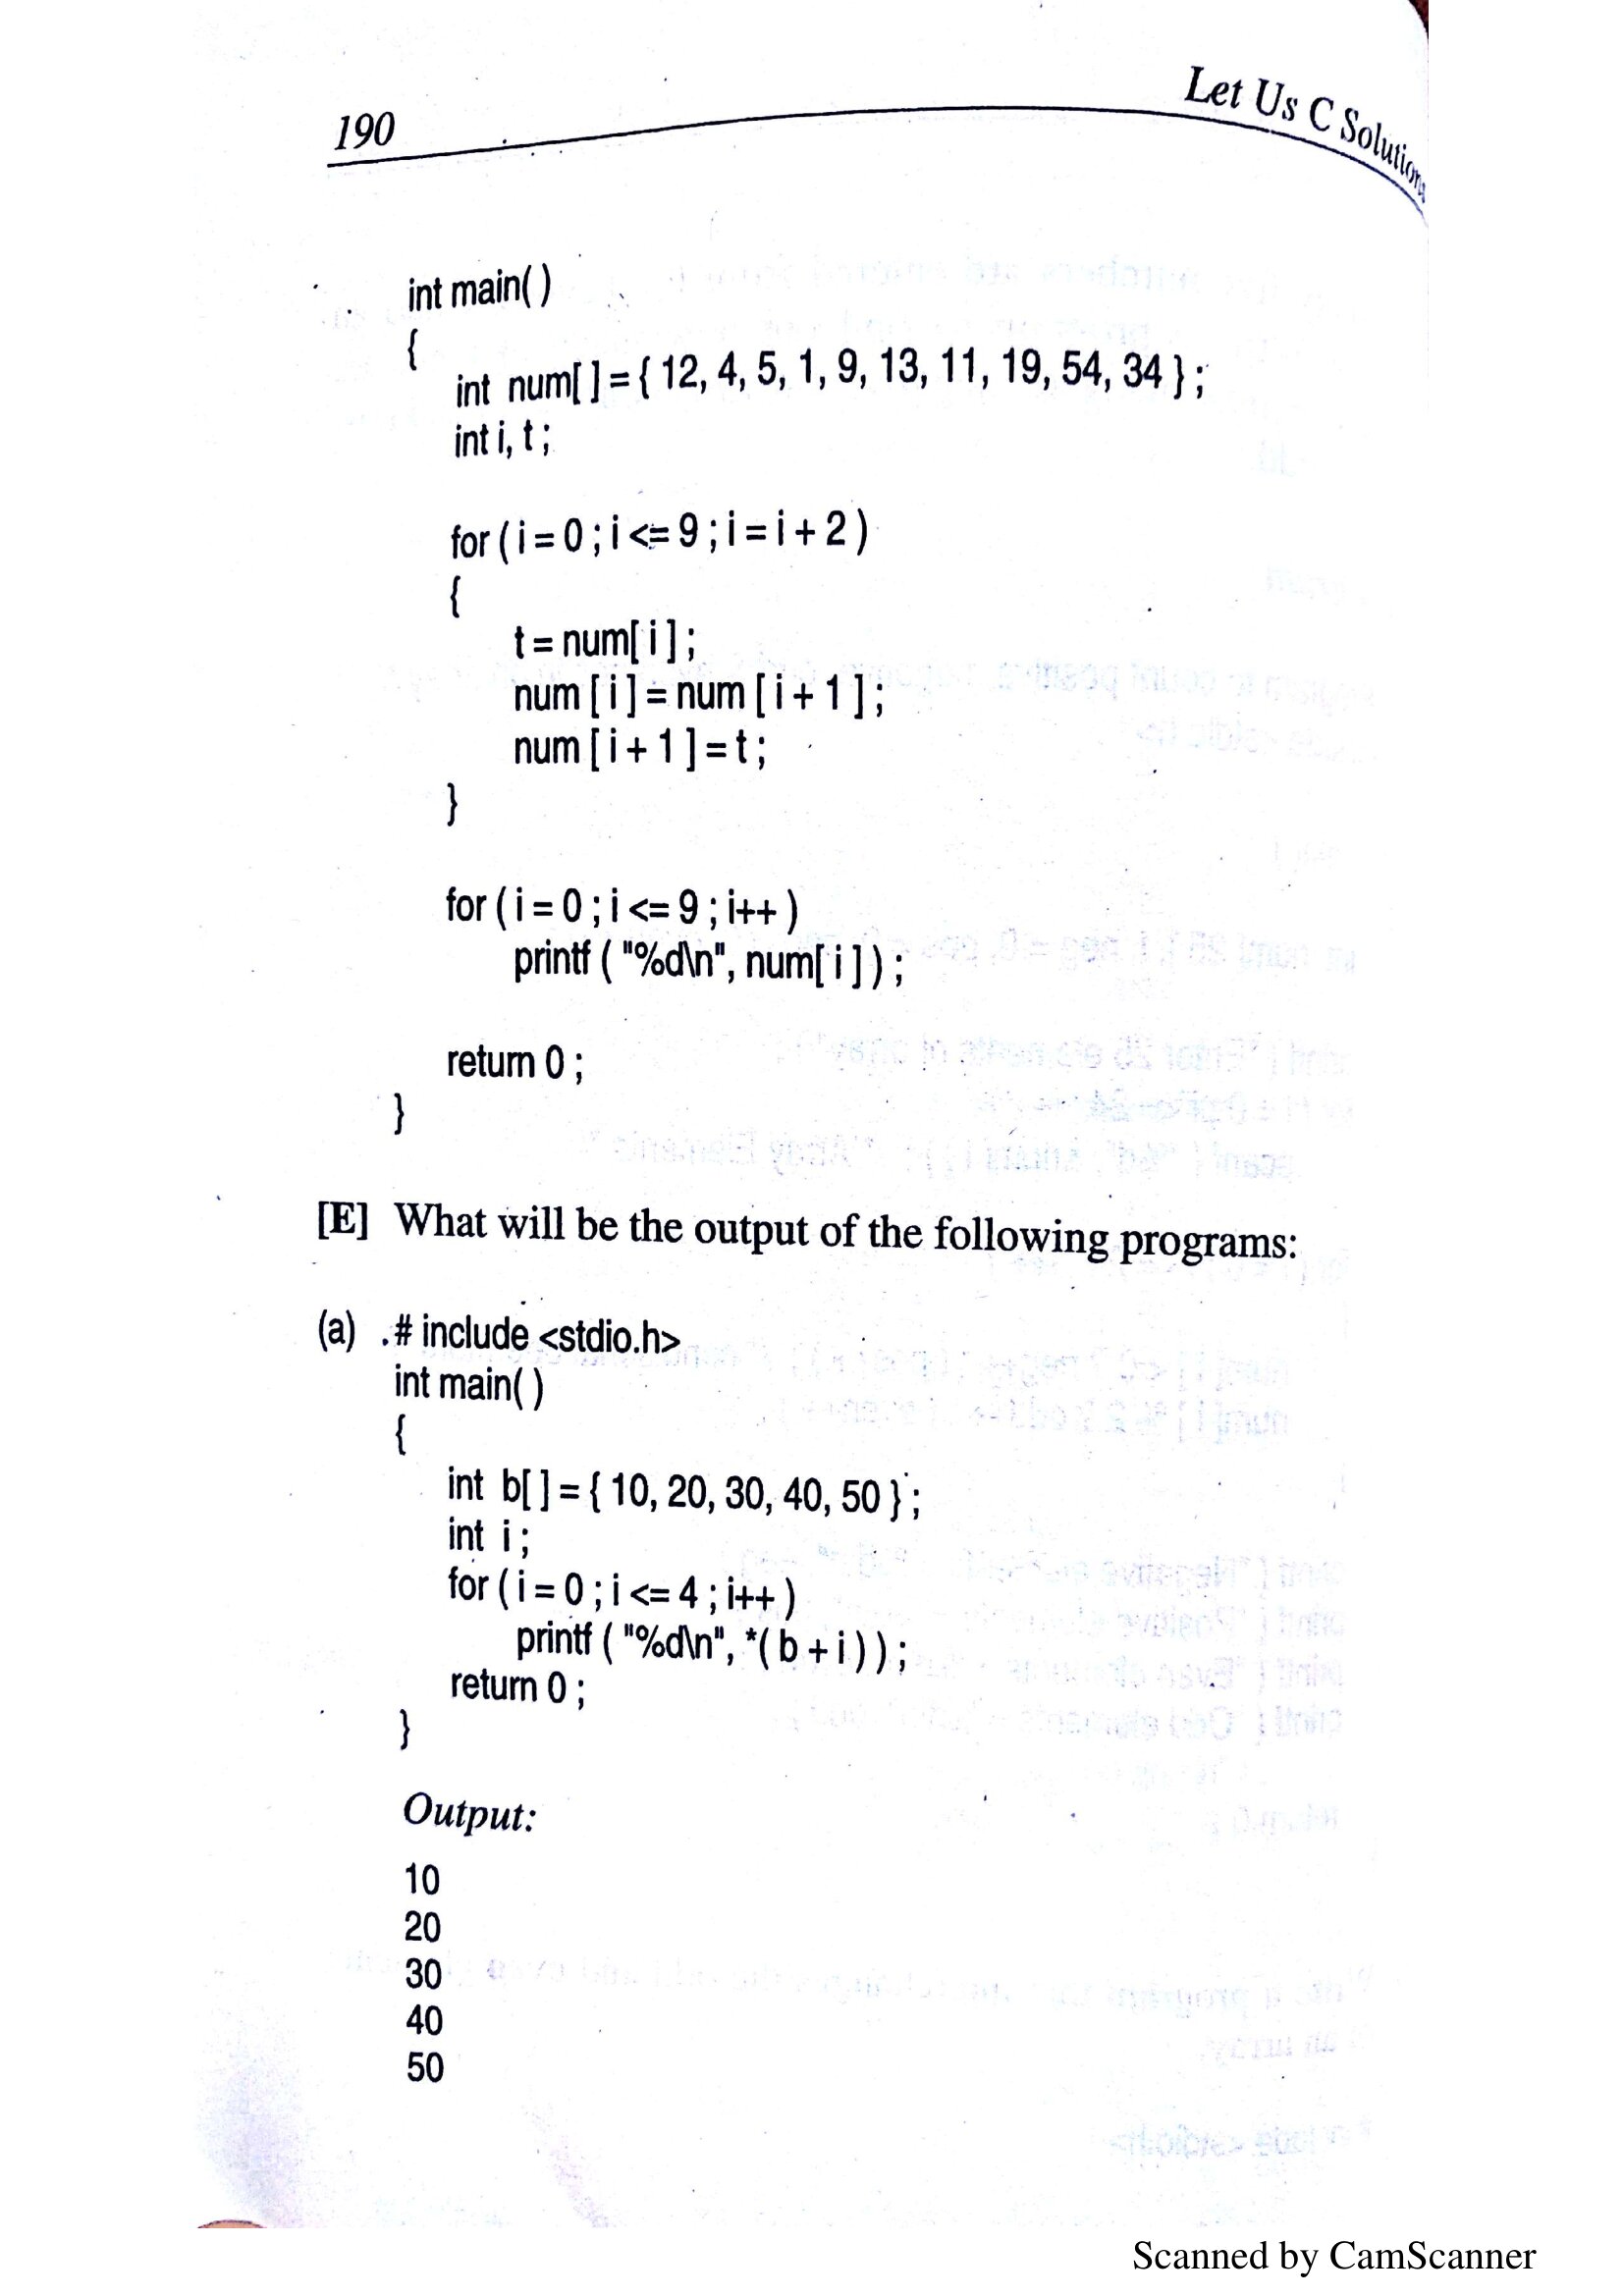 190
Let Us C Solutions
int main( )
{
int num[ ] = { 12, 4, 5, 1, 9, 13, 11, 19, 54, 34 } ;
int i, t ;
for ( i = 0 ; i <= 9 ; i = i + 2 )
{
t = num[ i ] ;
num [ i ] = num [ i + 1 ] ;
num [ i + 1 ] = t ;
}
for ( i = 0 ; i <= 9 ; i++ )
printf ( "%d\n", num[ i ] ) ;
return 0 ;
}
[E] What will be the output of the following programs:
(a) # include <stdio.h>
int main( )
{
int b[ ] = { 10, 20, 30, 40, 50 } ;
int i ;
for ( i = 0 ; i <= 4 ; i++ )
printf ( "%d\n", *( b + i ) ) ;
return 0 ;
}
Output:
10
20
30
40
50
Scanned by CamScanner